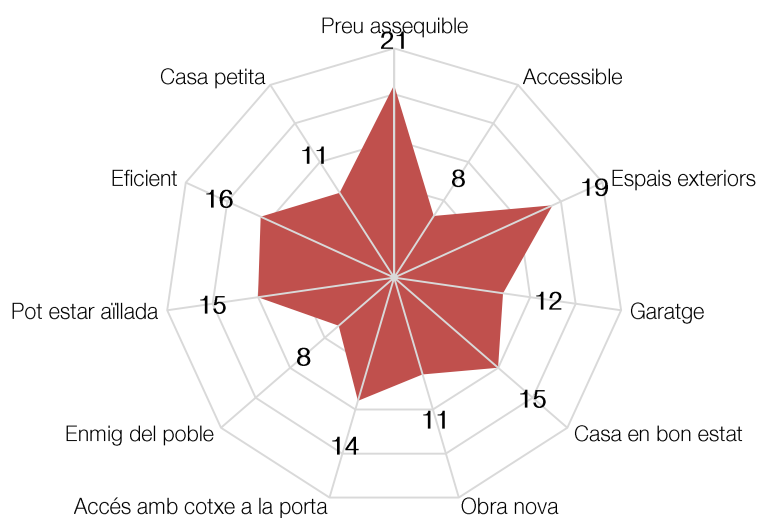 Preu assequible
21
Casa petita
Accessible
11
8
Eficient
16
19
Espais exteriors
Pot estar aïllada
15
12
Garatge
8
15
Enmig del poble
14
11
Casa en bon estat
Accés amb cotxe a la porta
Obra nova